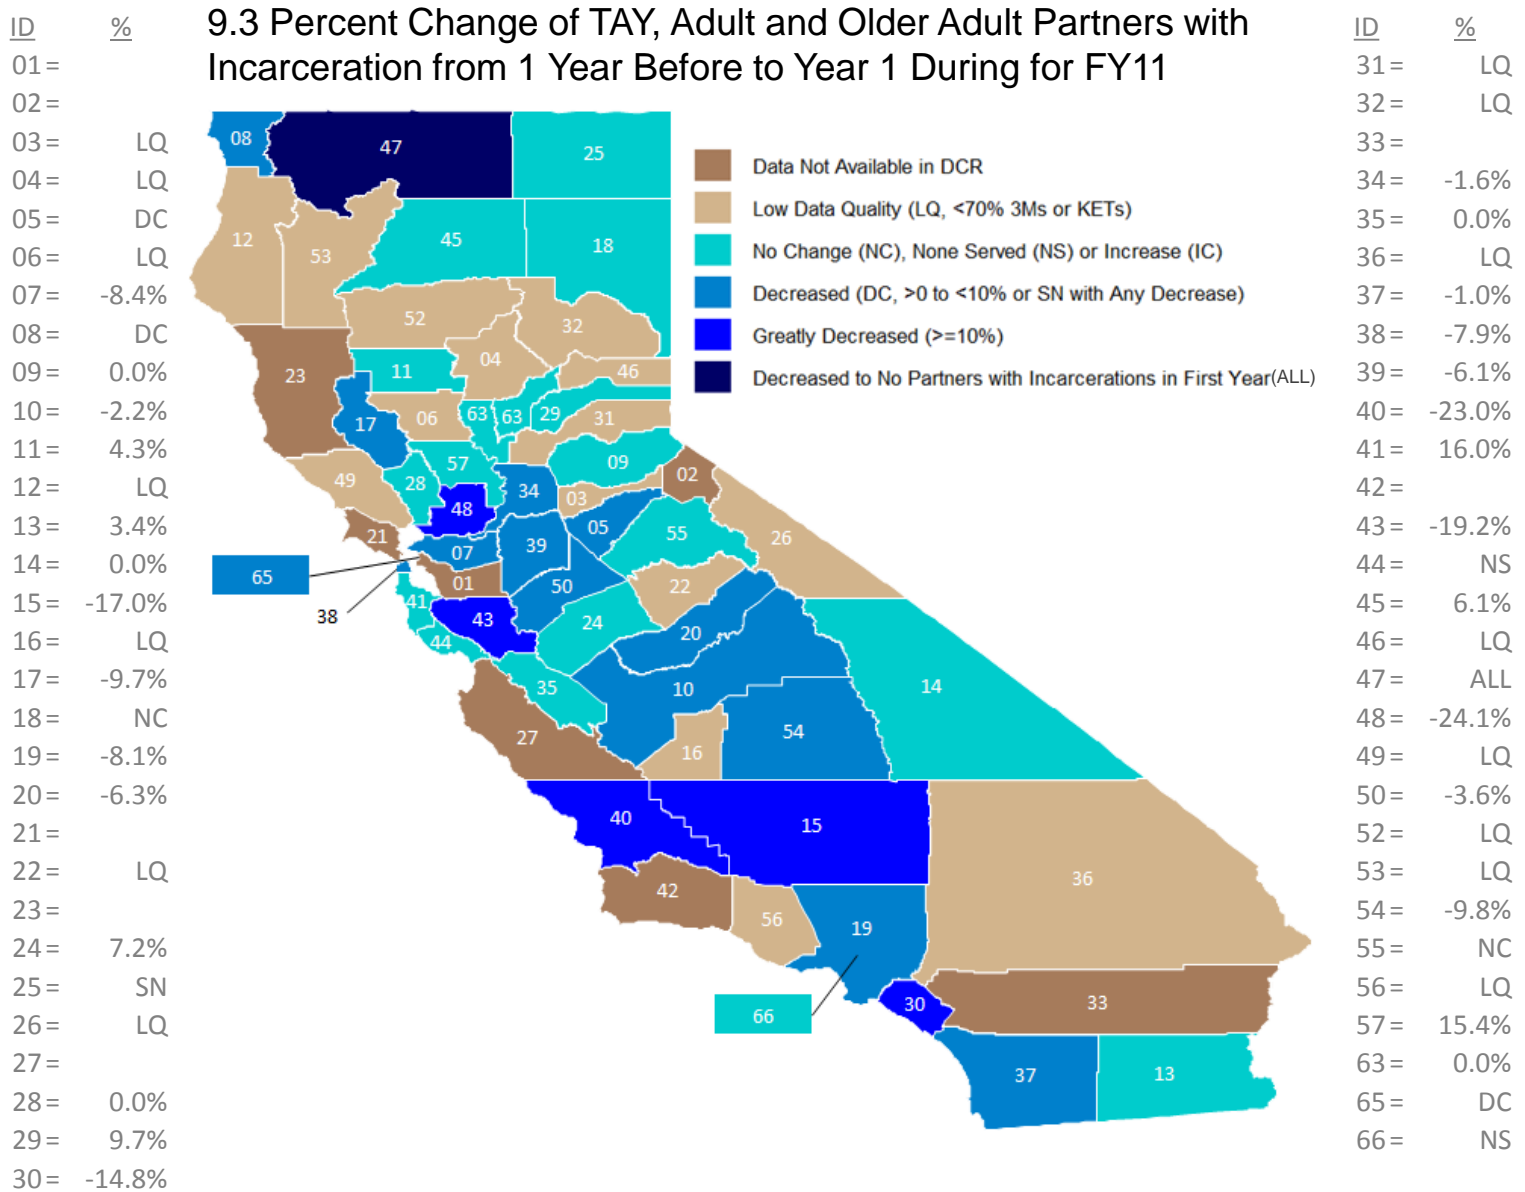 9.3 Percent Change of TAY, Adult and Older Adult Partners with
Incarceration from 1 Year Before to Year 1 During for FY11
ID %
01 =
02 =
03 = LQ
04 = LQ
05 = DC
06 = LQ
07 = -8.4%
08 = DC
09 = 0.0%
10 = -2.2%
11 = 4.3%
12 = LQ
13 = 3.4%
14 = 0.0%
15 = -17.0%
16 = LQ
17 = -9.7%
18 = NC
19 = -8.1%
20 = -6.3%
21 =
22 = LQ
23 =
24 = 7.2%
25 = SN
26 = LQ
27 =
28 = 0.0%
29 = 9.7%
30 = -14.8%
08
47
25
12
53
45
18
52
32
04
46
23
11
17
06
63
63
29
31
09
02
49
28
57
48
34
03
05
55
26
21
07
39
65
01
50
22
38
41
43
24
20
44
35
10
14
27
16
54
40
15
42
56
19
36
66
30
33
37
13
Data Not Available in DCR
Low Data Quality (LQ, <70% 3Ms or KETs)
No Change (NC), None Served (NS) or Increase (IC)
Decreased (DC, >0 to <10% or SN with Any Decrease)
Greatly Decreased (>=10%)
Decreased to No Partners with Incarcerations in First Year(ALL)
ID %
31 = LQ
32 = LQ
33 =
34 = -1.6%
35 = 0.0%
36 = LQ
37 = -1.0%
38 = -7.9%
39 = -6.1%
40 = -23.0%
41 = 16.0%
42 =
43 = -19.2%
44 = NS
45 = 6.1%
46 = LQ
47 = ALL
48 = -24.1%
49 = LQ
50 = -3.6%
52 = LQ
53 = LQ
54 = -9.8%
55 = NC
56 = LQ
57 = 15.4%
63 = 0.0%
65 = DC
66 = NS